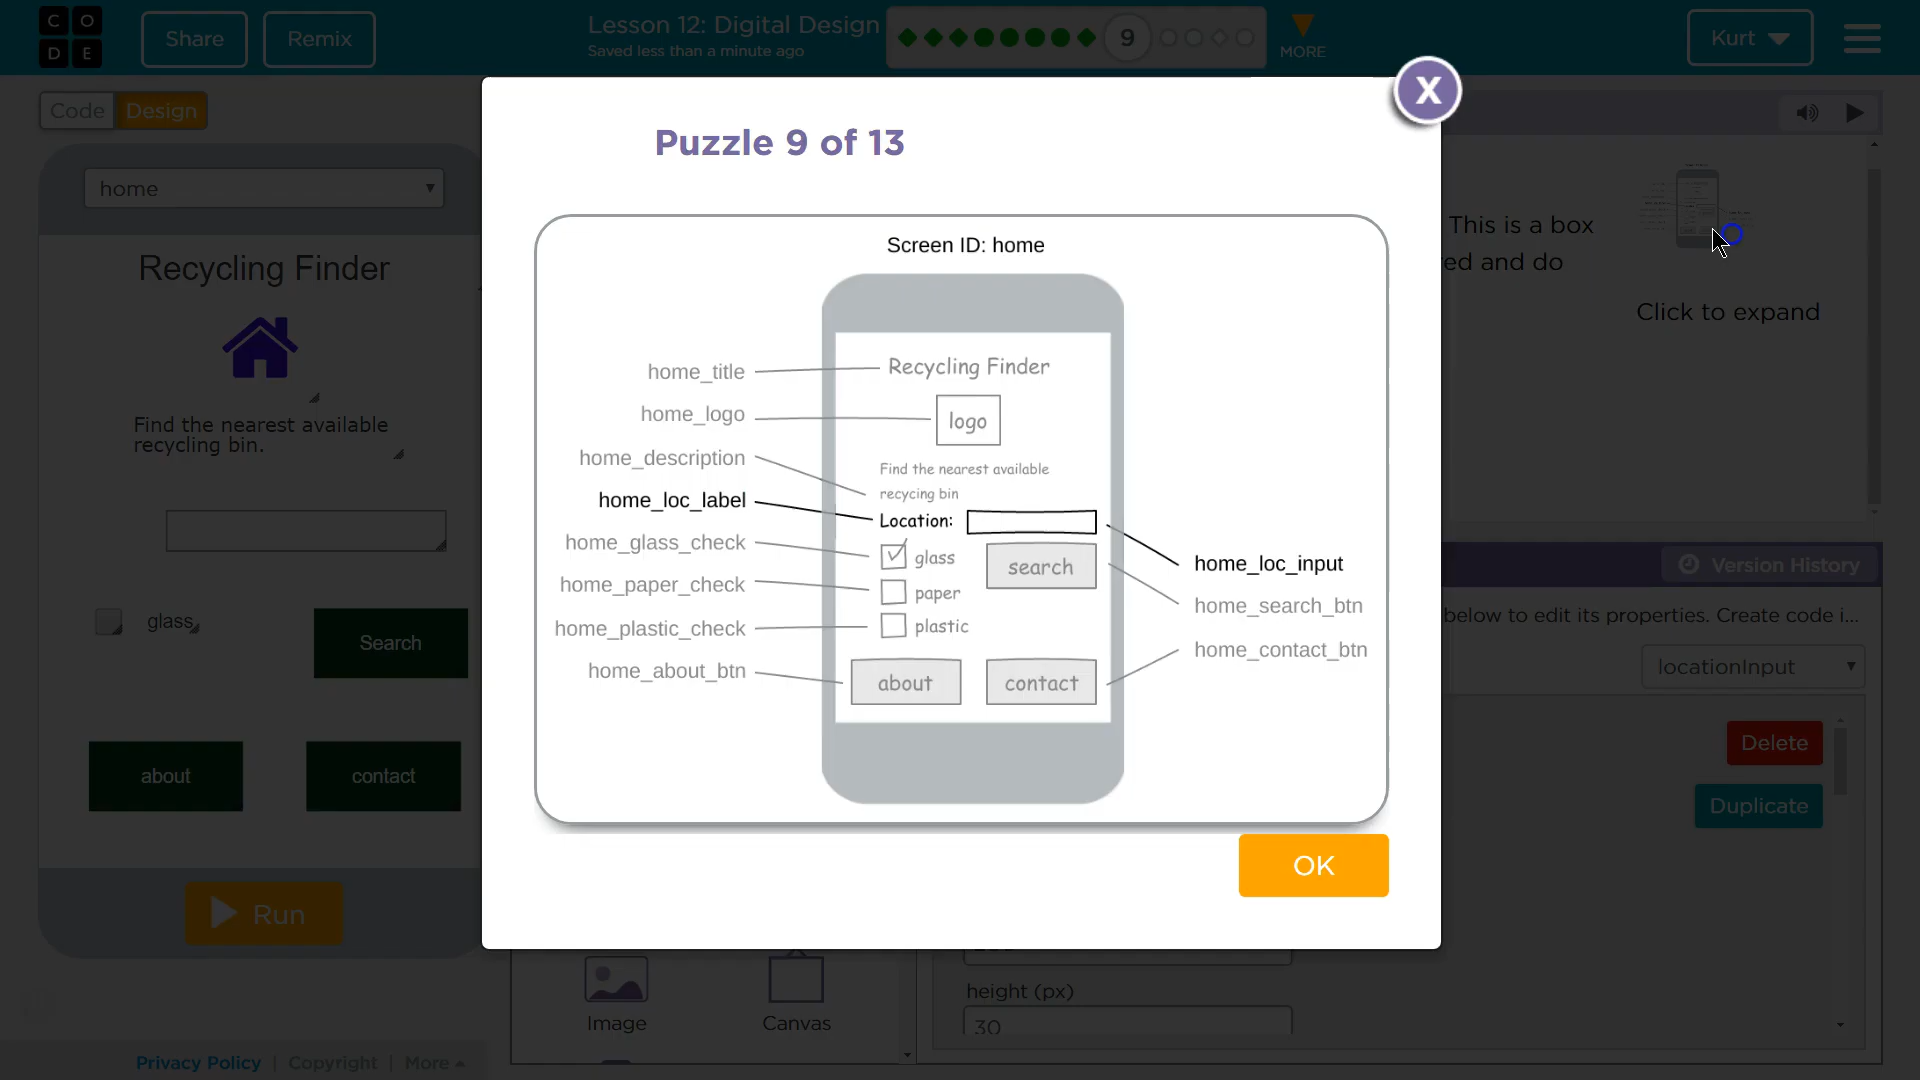 C O
D E
Share
Remix
Lesson 12: Digital Design
Saved less than a minute ago
9
MORE
Kurt
Code
Design
X
Puzzle 9 of 13
home
Recycling Finder
Find the nearest available
recycling bin.
glass
Search
about
contact
Run
Screen ID: home
home_title
home_logo
home_description
home_loc_label
home_glass_check
home_paper_check
home_plastic_check
home_about_btn
Recycling Finder
logo
Find the nearest available
recycing bin
Location:
glass
paper
plastic
search
about
contact
home_loc_input
home_search_btn
home_contact_btn
OK
This is a box
ed and do
Click to expand
Version History
below to edit its properties. Create code i...
locationInput
Delete
Duplicate
height (px)
30
Image
Canvas
Privacy Policy | Copyright | More